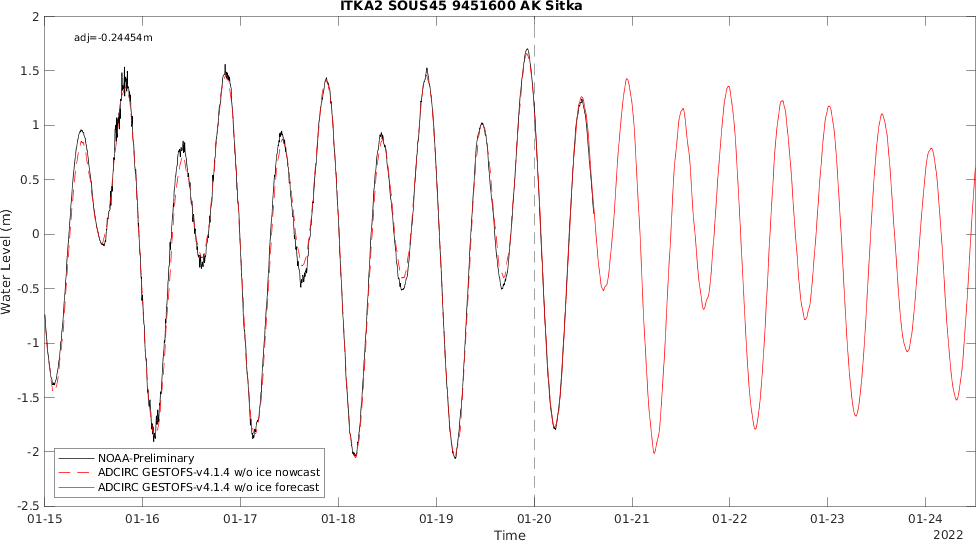 ITKA2 SOUS45 9451600 AK Sitka
adj=-0.24454m
2
1.5
1
0.5
0
-0.5
-1
-1.5
-2
-2.5
Water Level (m)
NOAA-Preliminary
ADCIRC GESTOFS-v4.1.4 w/o ice nowcast
ADCIRC GESTOFS-v4.1.4 w/o ice forecast
01-15 01-16 01-17 01-18 01-19 01-20 01-21 01-22 01-23 01-24
Time
2022